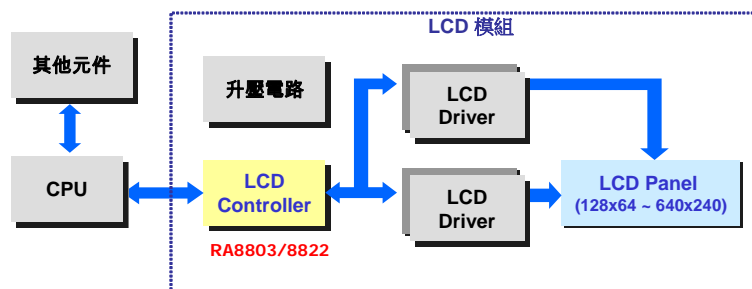 LCD 模組
其他元件
升壓電路
LCD
Driver
CPU
LCD
Controller
LCD
Driver
LCD Panel
(128x64 ~ 640x240)
RA8803/8822